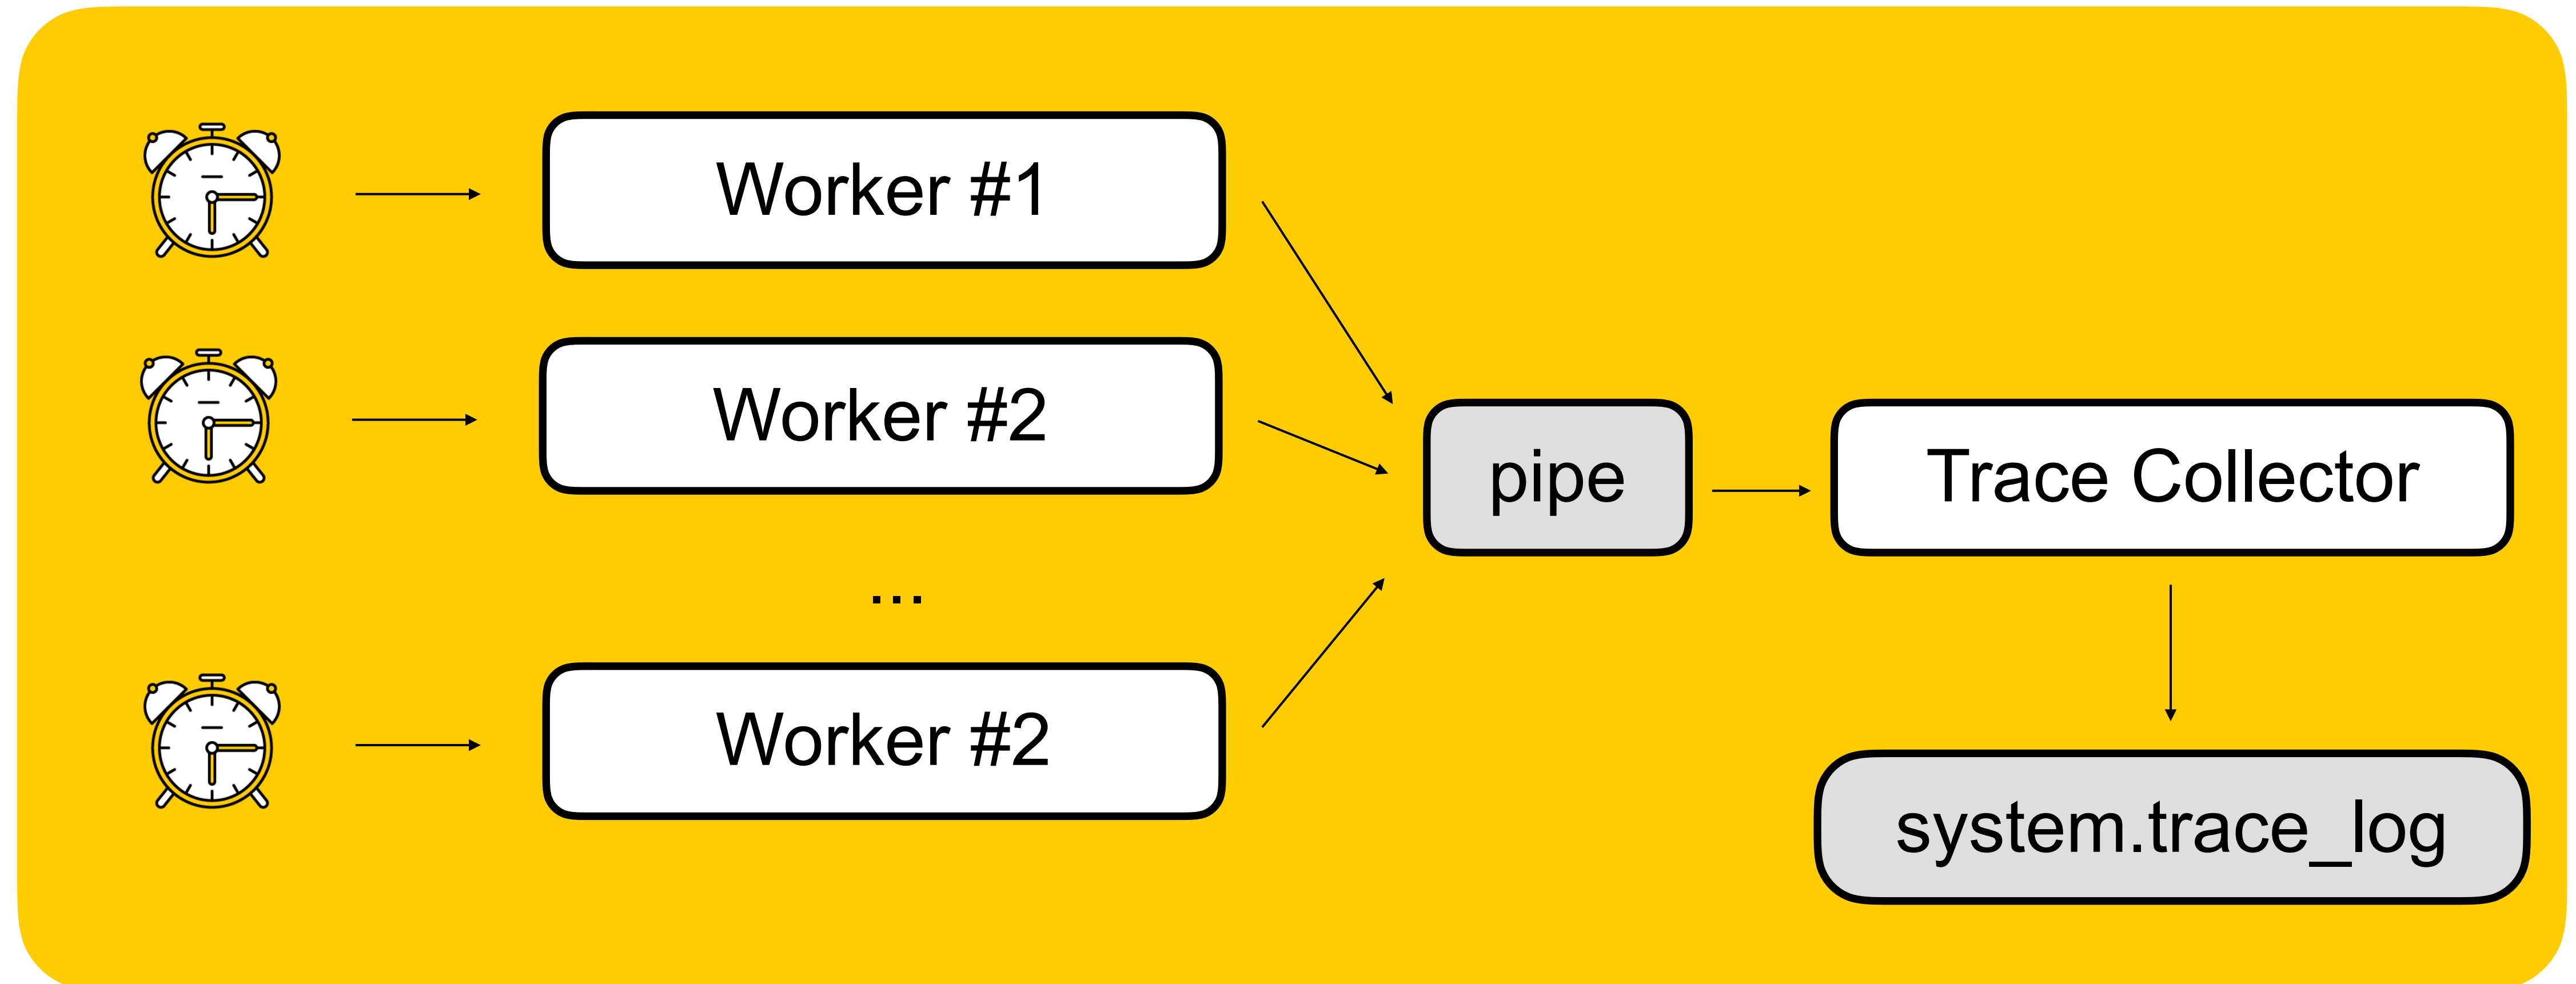 Worker #1
Worker #2
...
Worker #2
pipe
Trace Collector
system.trace_log